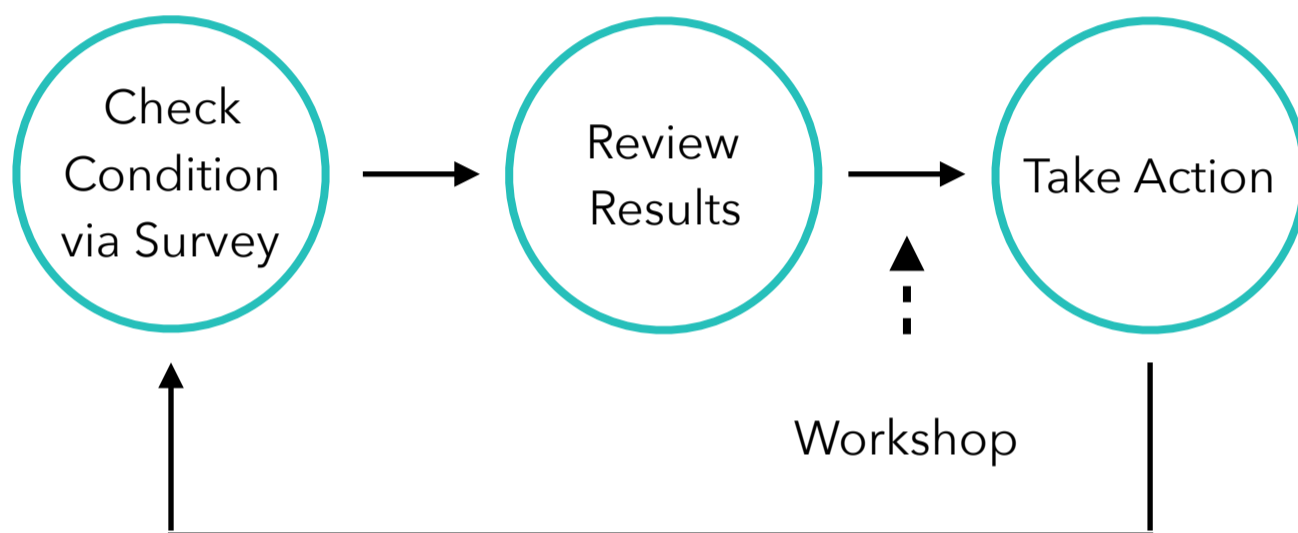 Check
Condition
via Survey
Review
Results
Take Action
Workshop